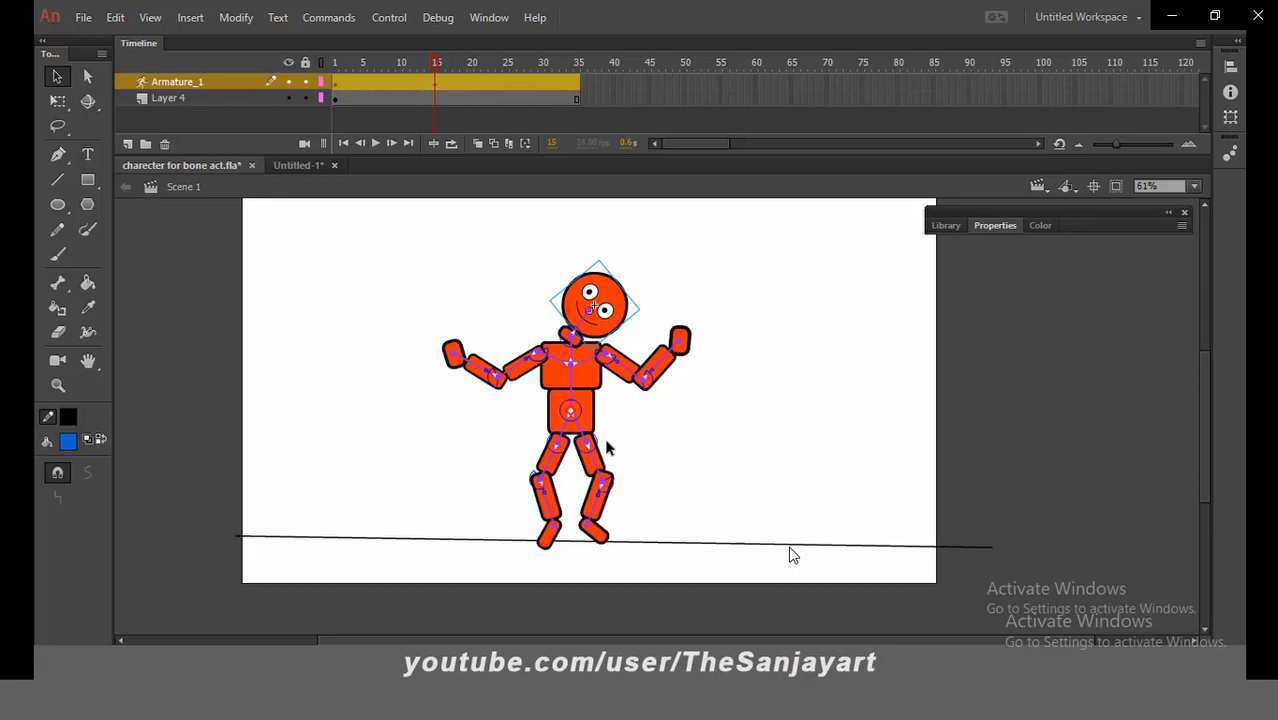 An File Edit View Insert Modify Text Commands Control Debug Window Help Untitled Workspace
To... Timeline
1 5 10 15 20 25 30 35 40 45 50 55 60 65 70 75 80 85 90 95 100 105 110 115 120
Armature_1
Layer 4
15 24.00 fps 0.6 s
charecter for bone act.fla* Untitled-1*
Scene 1 61%
Library Properties Color
Activate Windows
Go to Settings to activate Windows.
Activate Windows
Go to Settings to activate Windows.
youtube.com/user/TheSanjayart